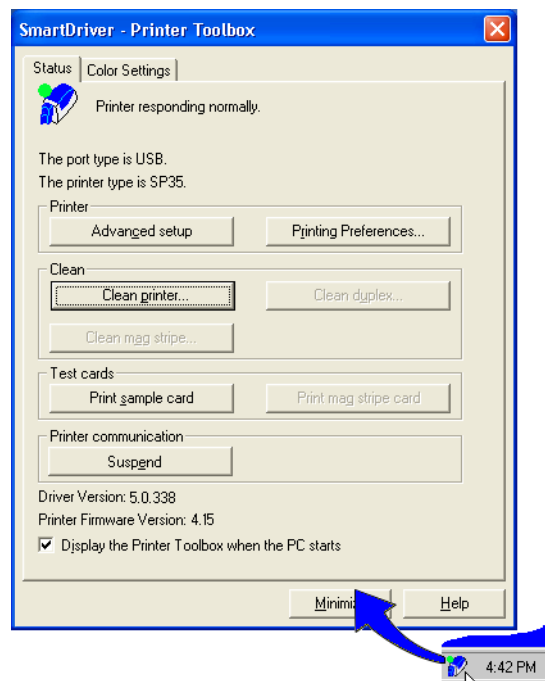 SmartDriver - Printer Toolbox
Status Color Settings
Printer responding normally.
The port type is USB.
The printer type is SP35.
Printer
Advanced setup Printing Preferences...
Clean
Clean printer... Clean duplex...
Clean mag stripe...
Test cards
Print sample card Print mag stripe card
Printer communication
Suspend
Driver Version: 5.0.338
Printer Firmware Version: 4.15
Display the Printer Toolbox when the PC starts
Minimiz Help
4:42 PM